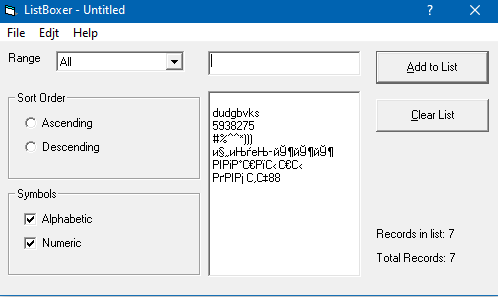 ListBoxer - Untitled
File Edjt Help
Range All
Add to List
Clear List
Sort Order
Ascending
Descending
Symbols
Alphabetic
Numeric
dudgbvks
5938275
#%^^*)))
Records in list: 7
Total Records: 7